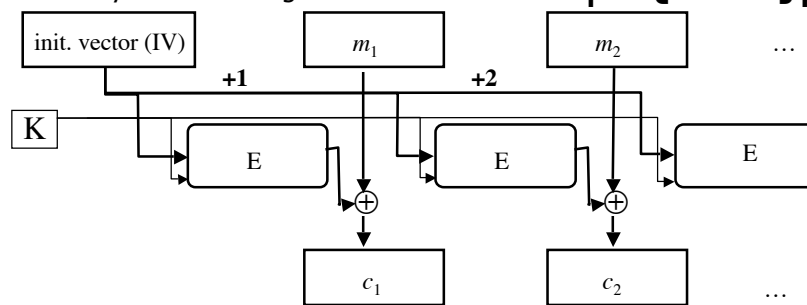 init. vector (IV) m₁ m₂ …
+1 +2
K
E E E
c₁ c₂ …